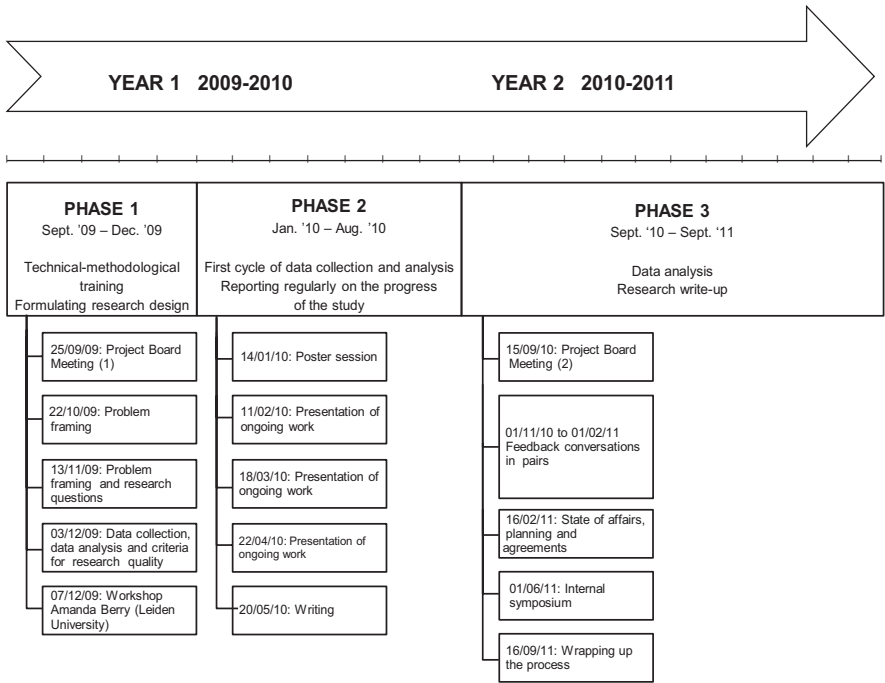 YEAR 1 2009-2010
YEAR 2 2010-2011
PHASE 1
Sept. '09 – Dec. '09
Technical-methodological
training
Formulating research design
PHASE 2
Jan. '10 – Aug. '10
First cycle of data collection and analysis
Reporting regularly on the progress
of the study
PHASE 3
Sept. ‘10 – Sept. ‘11
Data analysis
Research write-up
25/09/09: Project Board
Meeting (1)
22/10/09: Problem
framing
13/11/09: Problem
framing and research
questions
03/12/09: Data collection,
data analysis and criteria
for research quality
07/12/09: Workshop
Amanda Berry (Leiden
University)
14/01/10: Poster session
11/02/10: Presentation of
ongoing work
18/03/10: Presentation of
ongoing work
22/04/10: Presentation of
ongoing work
20/05/10: Writing
15/09/10: Project Board
Meeting (2)
01/11/10 to 01/02/11
Feedback conversations
in pairs
16/02/11: State of affairs,
planning and
agreements
01/06/11: Internal
symposium
16/09/11: Wrapping up
the process